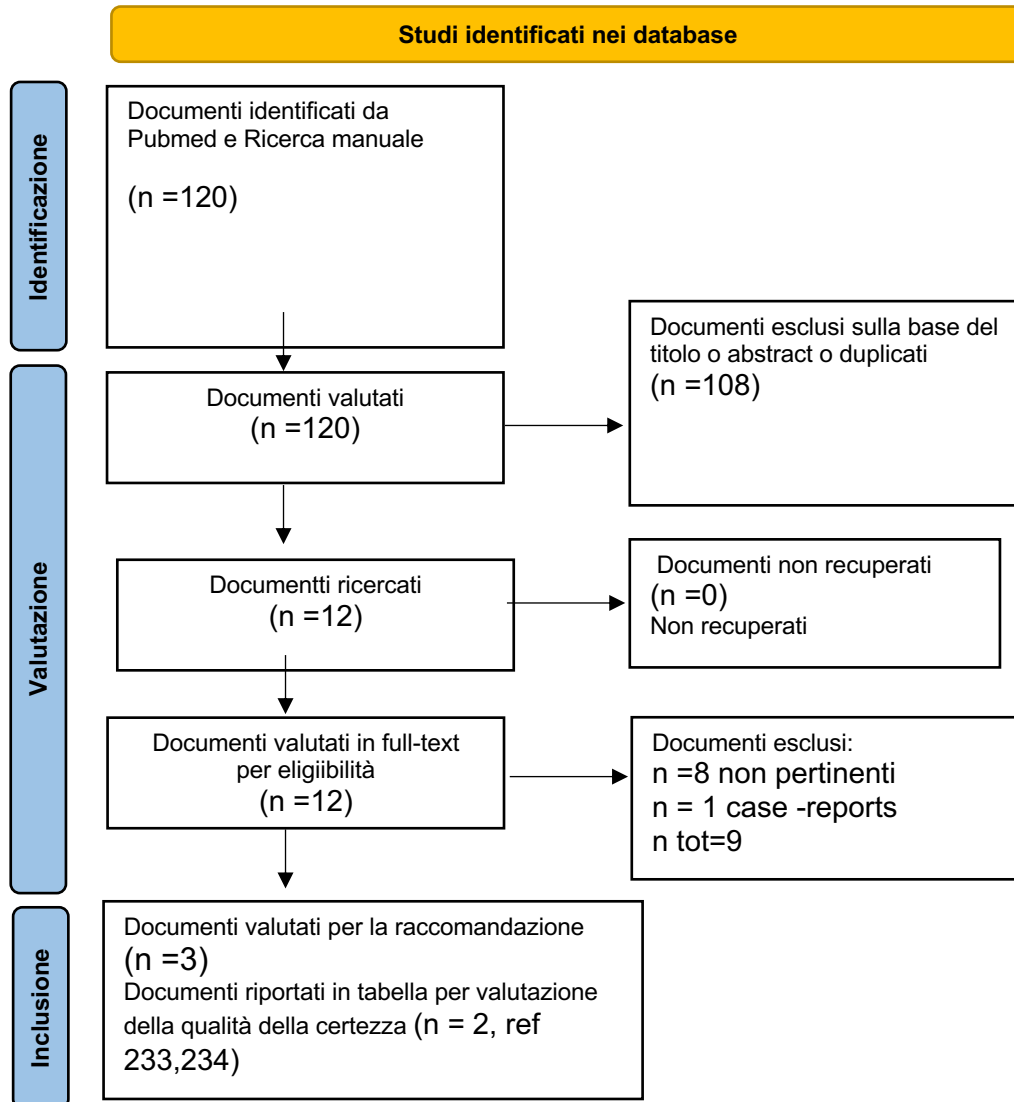 Studi identificati nei database
Identificazione
Documenti identificati da
Pubmed e Ricerca manuale
(n =120)
Documenti esclusi sulla base del
titolo o abstract o duplicati
(n =108)
Valutazione
Documenti valutati
(n =120)
Documentti ricercati
(n =12)
Documenti non recuperati
(n =0)
Non recuperati
Documenti valutati in full-text
per eligiibilità
(n =12)
Documenti esclusi:
n =8 non pertinenti
n = 1 case -reports
n tot=9
Inclusione
Documenti valutati per la raccomandazione
(n =3)
Documenti riportati in tabella per valutazione
della qualità della certezza (n = 2, ref
233,234)